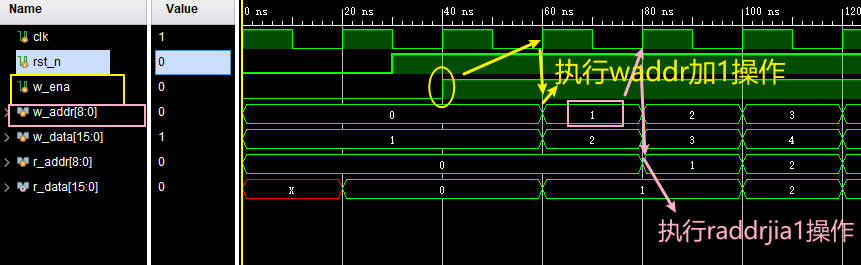 Name Value
0 ns 20 ns 40 ns 60 ns 80 ns 100 ns 120
clk 1
rst_n 0
w_ena 0
执行waddr加1操作
w_addr[8:0] 0 0 1 2 3
w_data[15:0] 1 1 2 3 4
r_addr[8:0] 0 0 1 2
r_data[15:0] 0 X 0 1 2
执行raddrjia1操作